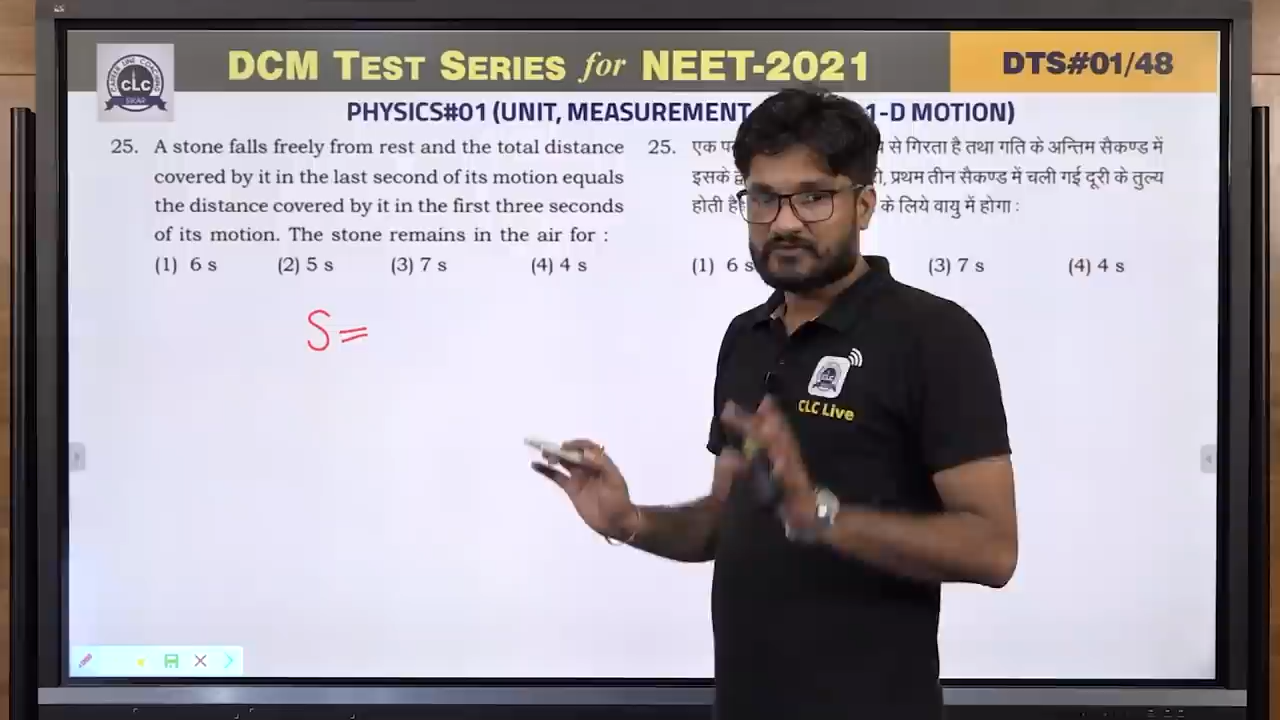 DCM TEST SERIES for NEET-2021
DTS#01/48
CLC
SIKAR
PHYSICS#01 (UNIT, MEASUREMENT 1-D MOTION)
25. A stone falls freely from rest and the total distance
covered by it in the last second of its motion equals
the distance covered by it in the first three seconds
of its motion. The stone remains in the air for :
(1) 6 s (2) 5 s (3) 7 s (4) 4 s
25. एक से गिरता है तथा गति के अन्तिम सैकण्ड में
इसके प्रथम तीन सैकण्ड में चली गई दूरी के तुल्य
होती है के लिये वायु में होगा :
(1) 6 s (3) 7 s (4) 4 s
S=
CLC Live